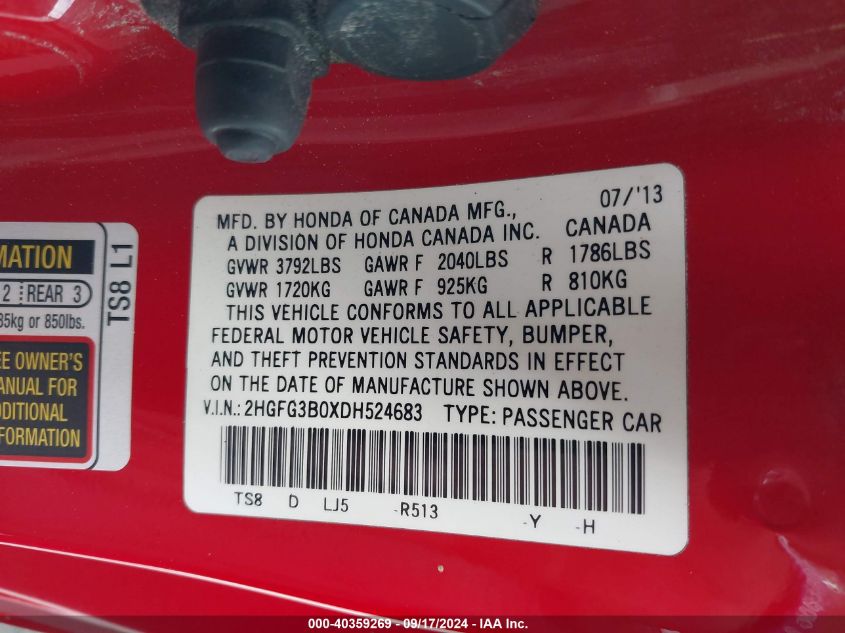 07/'13
MFD. BY HONDA OF CANADA MFG.,
A DIVISION OF HONDA CANADA INC. CANADA
GVWR 3792LBS GAWR F 2040LBS R 1786LBS
GVWR 1720KG GAWR F 925KG R 810KG
THIS VEHICLE CONFORMS TO ALL APPLICABLE
FEDERAL MOTOR VEHICLE SAFETY, BUMPER,
AND THEFT PREVENTION STANDARDS IN EFFECT
ON THE DATE OF MANUFACTURE SHOWN ABOVE.
V.I.N.: 2HGFG3B0XDH524683 TYPE: PASSENGER CAR
TS8 D LJ5 -R513 -Y -H
MATION
2 REAR 3
85kg or 850lbs.
EE OWNER'S
ANUAL FOR
DDITIONAL
FORMATION
TS8 L1
000-40359269 - 09/17/2024 - IAA Inc.